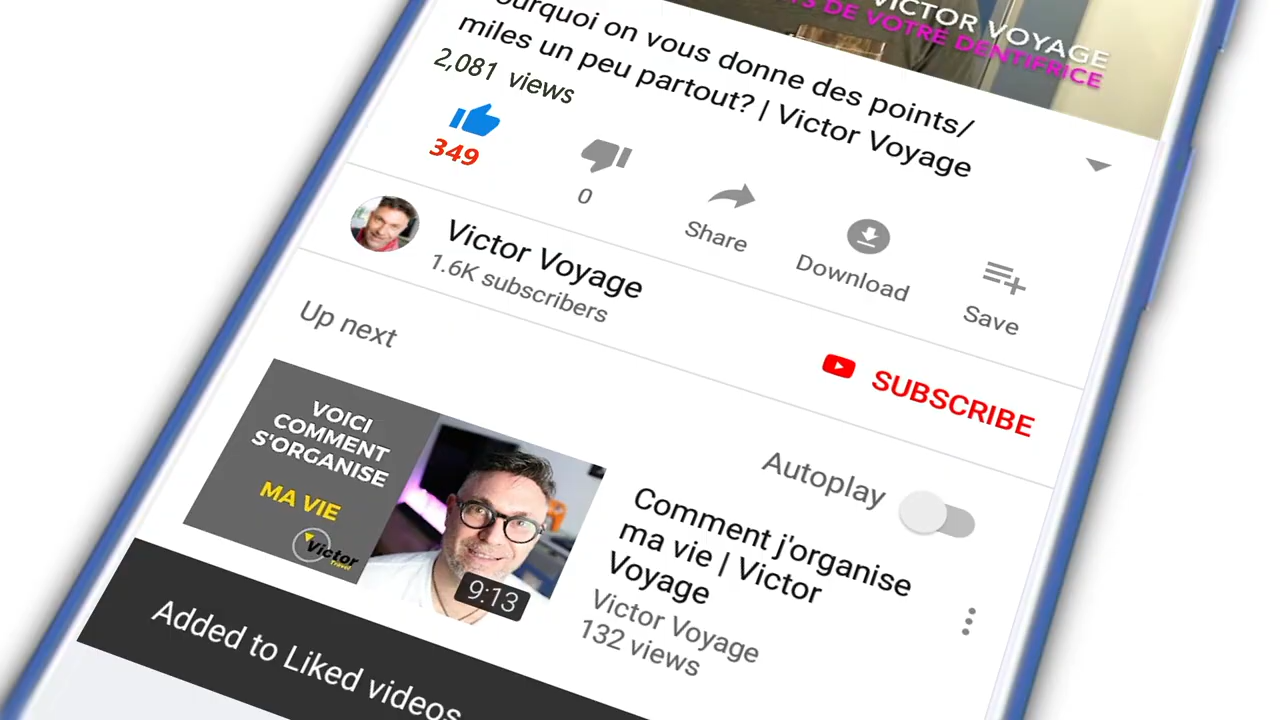 VICTOR VOYAGE
DE VOTRE DENTIFRICE
ourquoi on vous donne des points/
miles un peu partout? | Victor Voyage
2,081 views
349
0
Share
Download
Save
Victor Voyage
1.6K subscribers
SUBSCRIBE
Up next
Autoplay
VOICI
COMMENT
S'ORGANISE
MA VIE
Victor
Travel
9:13
Comment j'organise
ma vie | Victor
Voyage
Victor Voyage
132 views
Added to Liked videos